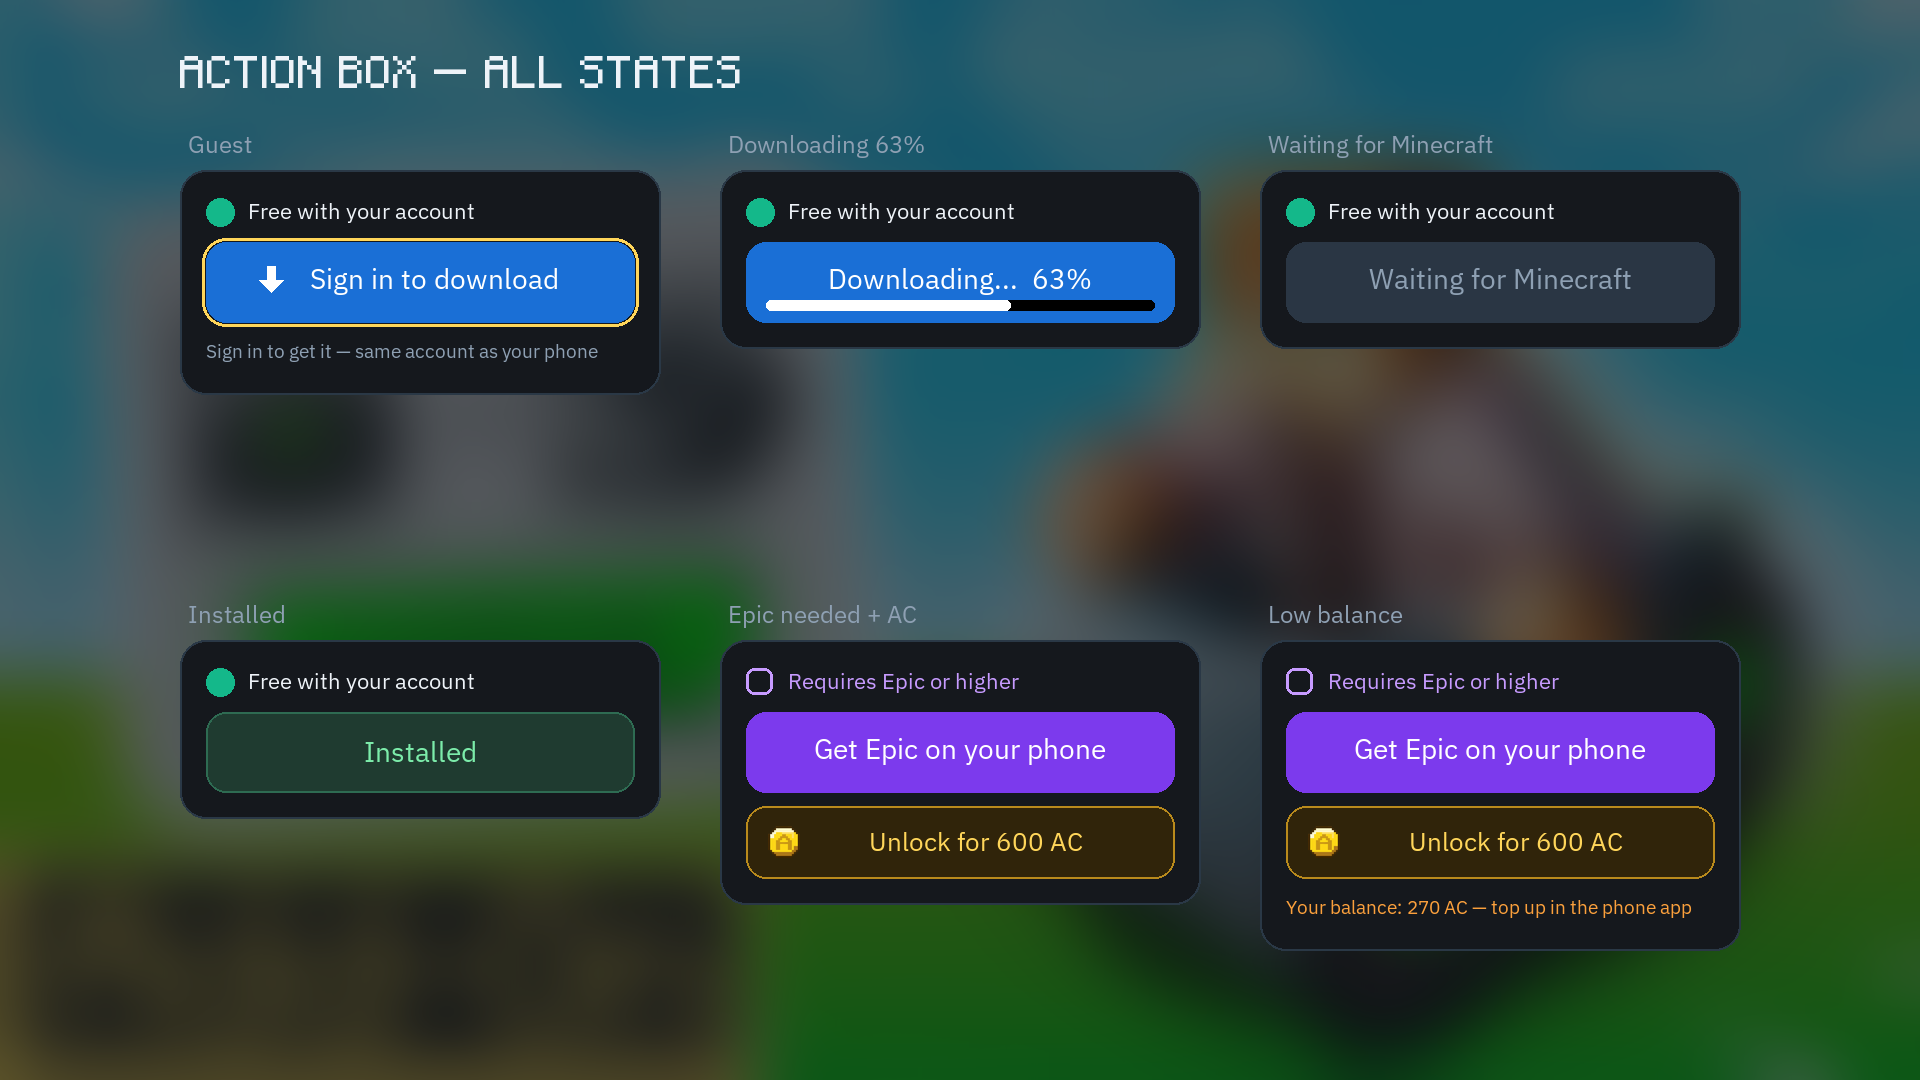 ACTION BOX — ALL STATES
Guest
Free with your account
Sign in to download
Sign in to get it — same account as your phone
Downloading 63%
Free with your account
Downloading... 63%
Waiting for Minecraft
Free with your account
Waiting for Minecraft
Installed
Free with your account
Installed
Epic needed + AC
Requires Epic or higher
Get Epic on your phone
Unlock for 600 AC
Low balance
Requires Epic or higher
Get Epic on your phone
Unlock for 600 AC
Your balance: 270 AC — top up in the phone app